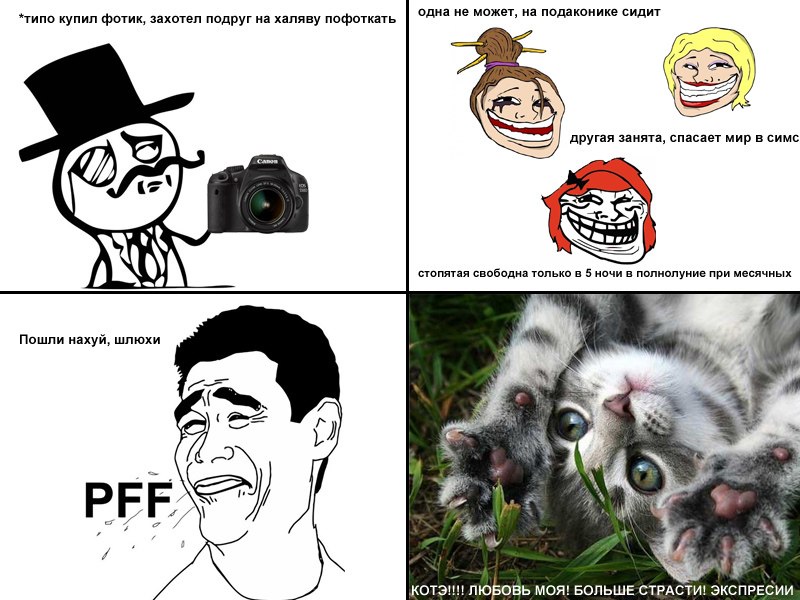 *типо купил фотик, захотел подруг на халяву пофоткать
Canon
одна не может, на подаконике сидит
другая занята, спасает мир в симс
стопятая свободна только в 5 ночи в полнолуние при месячных
Пошли нахуй, шлюхи
PFF
КОТЭ!!!! ЛЮБОВЬ МОЯ! БОЛЬШЕ СТРАСТИ! ЭКСПРЕСИИ